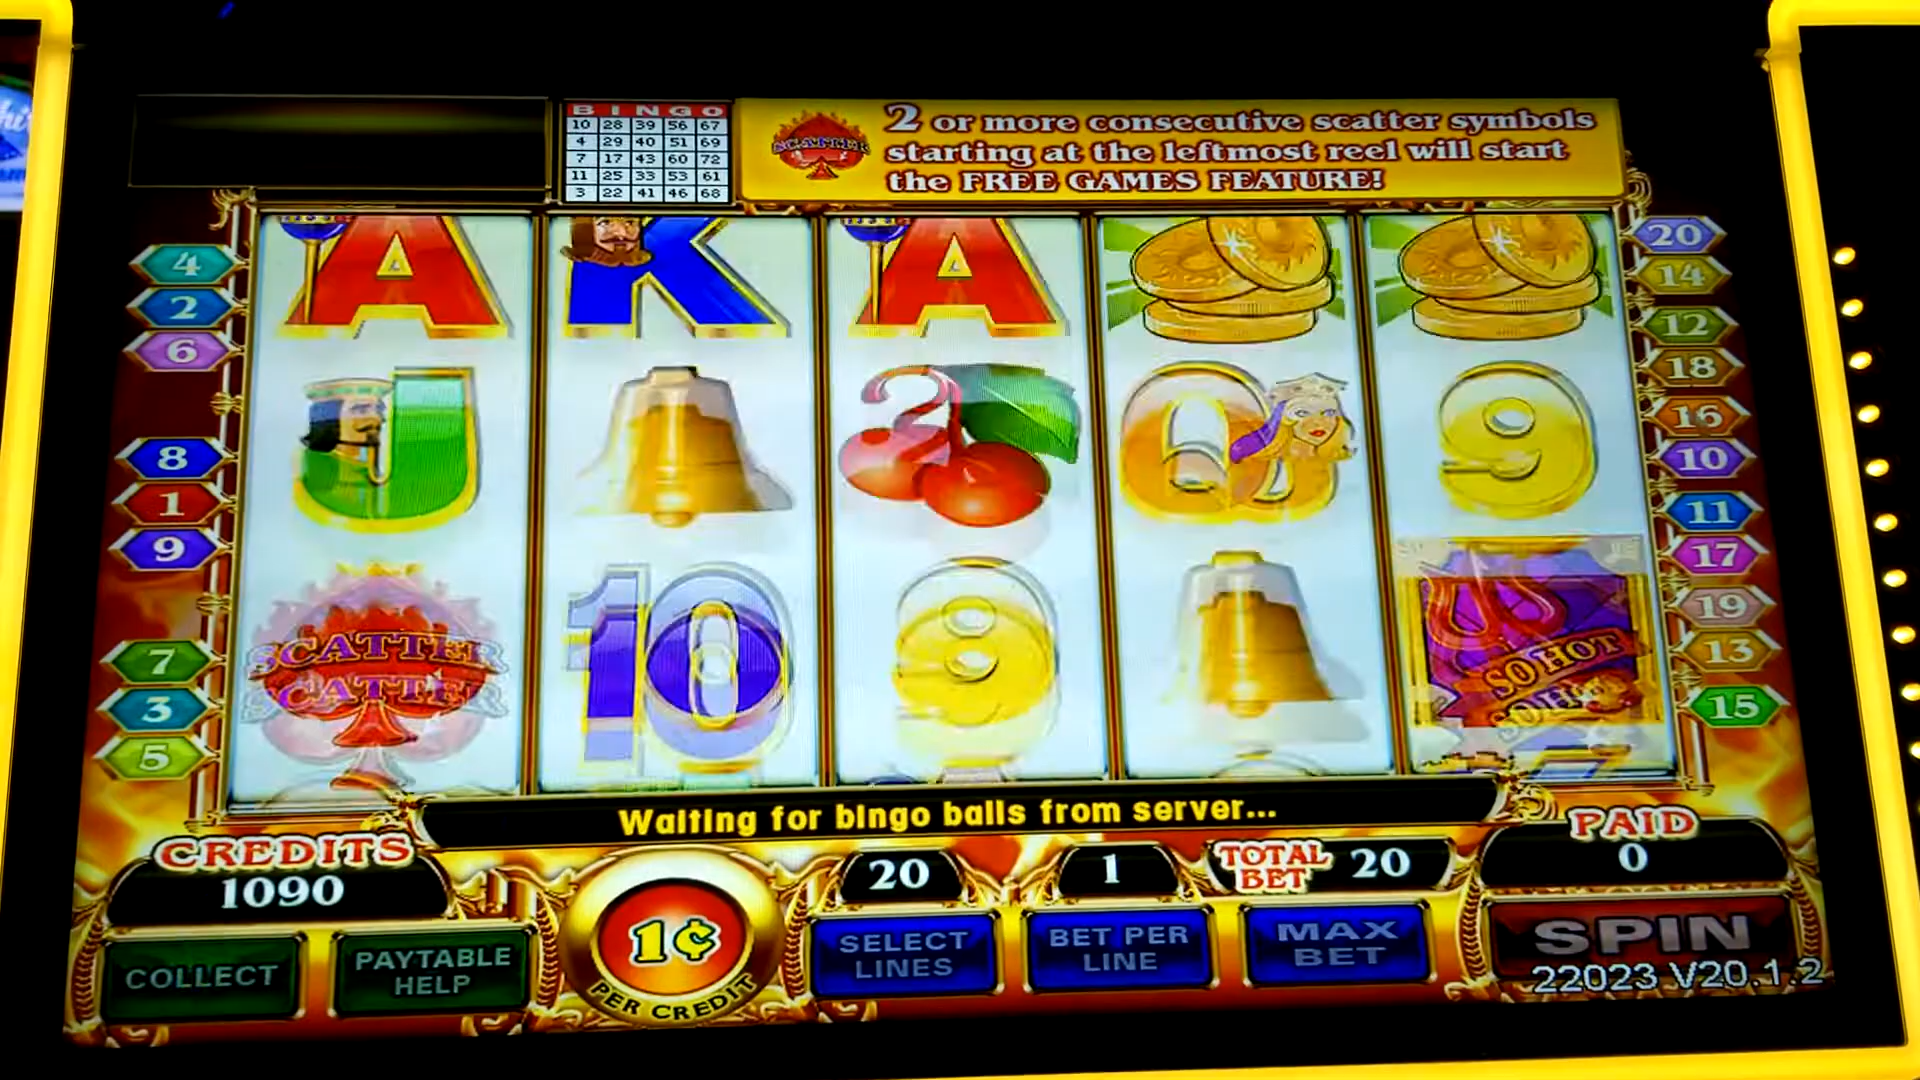 BINGO
10 28 39 56 67
4 29 40 51 69
7 17 43 60 72
11 25 33 53 61
3 22 41 46 68
SCATTER
2 or more consecutive scatter symbols
starting at the leftmost reel will start
the FREE GAMES FEATURE!
A K A
J Q 9
SCATTER
SCATTER
10
SO HOT
SO HOT
4
2
6
8
1
9
7
3
5
20
14
12
18
16
10
11
17
19
13
15
Waiting for bingo balls from server...
CREDITS
1090
1¢
PER CREDIT
20
1
TOTAL
BET
20
PAID
0
COLLECT
PAYTABLE
HELP
SELECT
LINES
BET PER
LINE
MAX
BET
SPIN
22023 V20.1.2